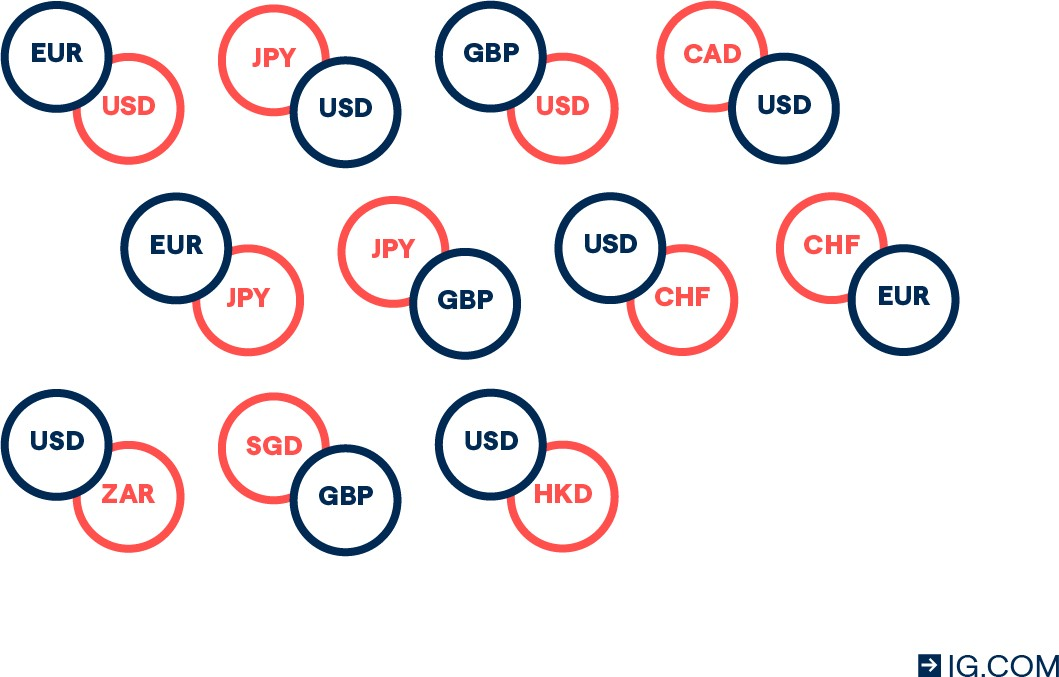 EUR
USD
JPY
USD
GBP
USD
CAD
USD
EUR
JPY
JPY
GBP
USD
CHF
CHF
EUR
USD
ZAR
SGD
GBP
USD
HKD
IG.COM